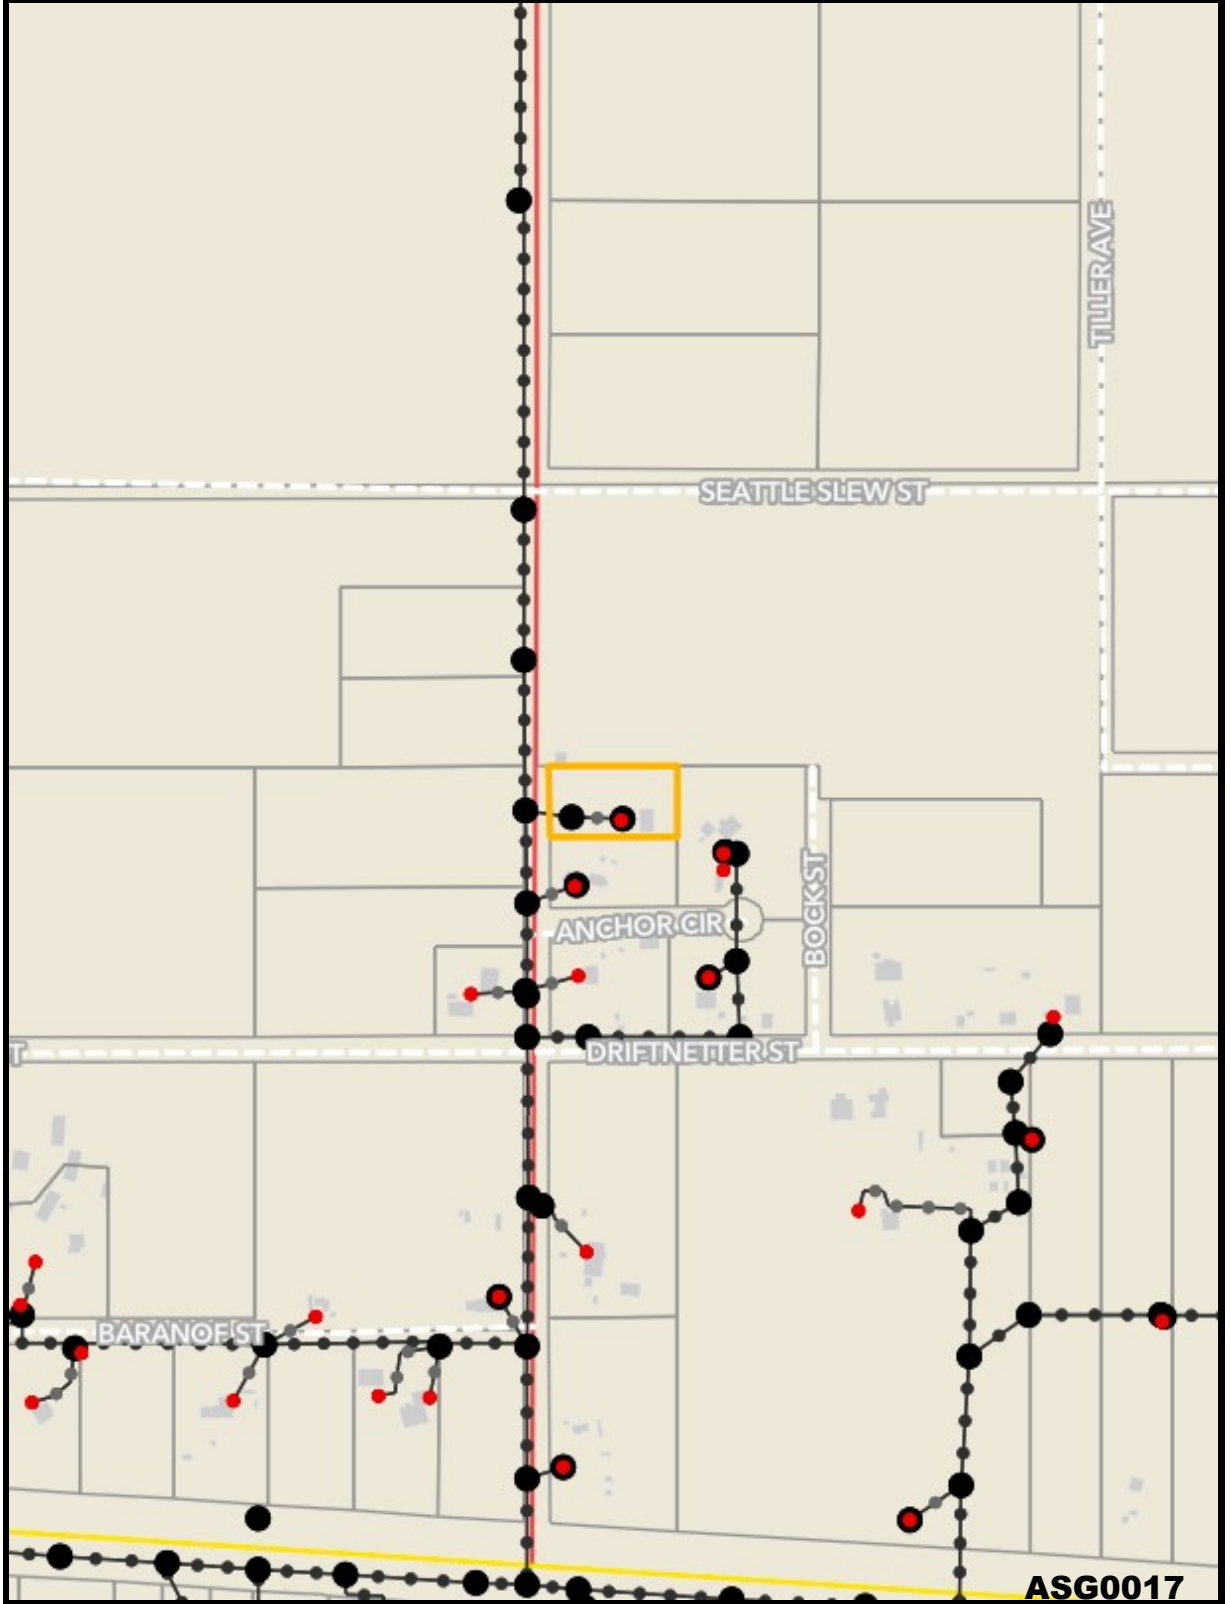 TILLER AVE
SEATTLE SLEW ST
ANCHOR CIR
BOCK ST
T
DRIFTNETTER ST
BARANOF ST
ASG0017